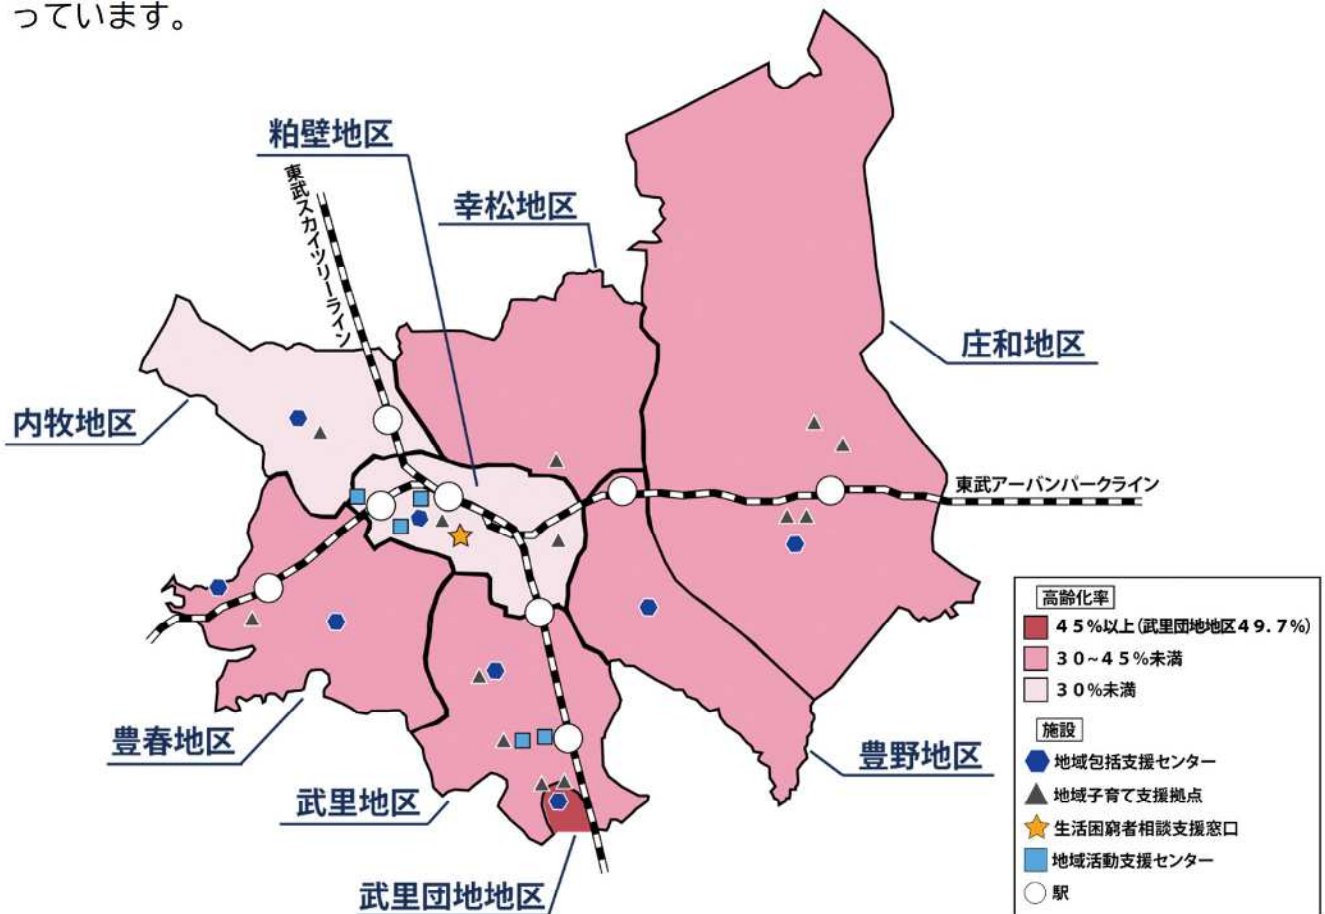 っています。
粕壁地区
東武スカイツリーライン
幸松地区
庄和地区
内牧地区
東武アーバンパークライン
豊春地区
武里地区
武里団地地区
豊野地区
高齢化率
45%以上(武里団地地区49.7%)
30~45%未満
30%未満
施設
地域包括支援センター
地域子育て支援拠点
生活困窮者相談支援窓口
地域活動支援センター
駅